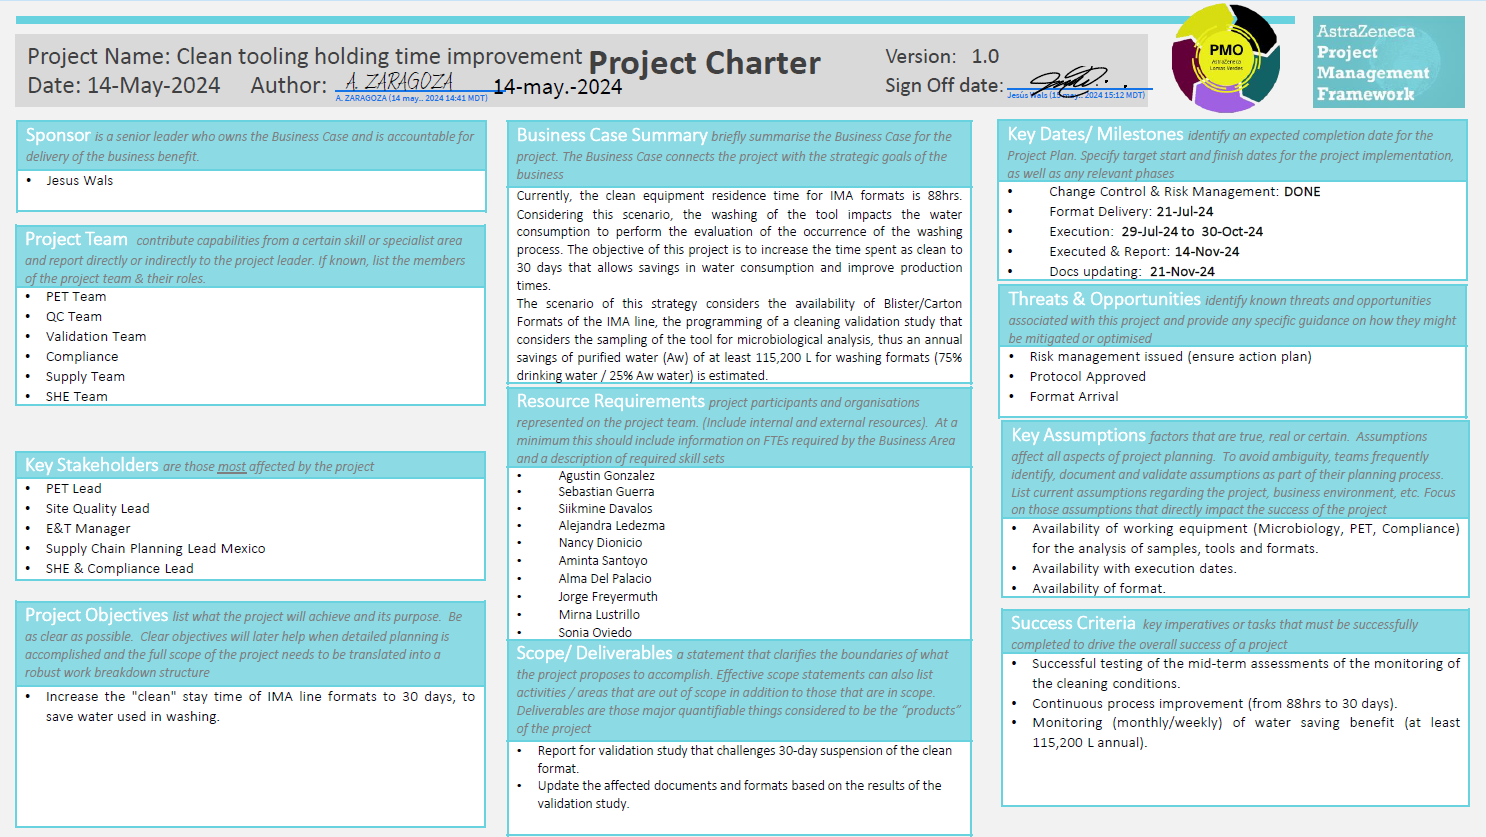 Project Name: Clean tooling holding time improvement
Date: 14-May-2024 Author: A. ZARAGOZA 14-may.-2024
A. ZARAGOZA (14 may.. 2024 14:41 MDT)
Project Charter
Version: 1.0
Sign Off date:
Jesús Wals (15 may.. 2024 15:12 MDT)
PMO
AstraZeneca
Lomas Verdes
AstraZeneca
Project
Management
Framework
Sponsor is a senior leader who owns the Business Case and is accountable for
delivery of the business benefit.
• Jesus Wals
Project Team contribute capabilities from a certain skill or specialist area
and report directly or indirectly to the project leader. If known, list the members
of the project team & their roles.
• PET Team
• QC Team
• Validation Team
• Compliance
• Supply Team
• SHE Team
Key Stakeholders are those most affected by the project
• PET Lead
• Site Quality Lead
• E&T Manager
• Supply Chain Planning Lead Mexico
• SHE & Compliance Lead
Project Objectives list what the project will achieve and its purpose. Be
as clear as possible. Clear objectives will later help when detailed planning is
accomplished and the full scope of the project needs to be translated into a
robust work breakdown structure
• Increase the "clean" stay time of IMA line formats to 30 days, to
save water used in washing.
Business Case Summary briefly summarise the Business Case for the
project. The Business Case connects the project with the strategic goals of the
business
Currently, the clean equipment residence time for IMA formats is 88hrs.
Considering this scenario, the washing of the tool impacts the water
consumption to perform the evaluation of the occurrence of the washing
process. The objective of this project is to increase the time spent as clean to
30 days that allows savings in water consumption and improve production
times.
The scenario of this strategy considers the availability of Blister/Carton
Formats of the IMA line, the programming of a cleaning validation study that
considers the sampling of the tool for microbiological analysis, thus an annual
savings of purified water (Aw) of at least 115,200 L for washing formats (75%
drinking water / 25% Aw water) is estimated.
Resource Requirements project participants and organisations
represented on the project team. (Include internal and external resources). At a
minimum this should include information on FTEs required by the Business Area
and a description of required skill sets
• Agustin Gonzalez
• Sebastian Guerra
• Siikmine Davalos
• Alejandra Ledezma
• Nancy Dionicio
• Aminta Santoyo
• Alma Del Palacio
• Jorge Freyermuth
• Mirna Lustrillo
• Sonia Oviedo
Scope/ Deliverables a statement that clarifies the boundaries of what
the project proposes to accomplish. Effective scope statements can also list
activities / areas that are out of scope in addition to those that are in scope.
Deliverables are those major quantifiable things considered to be the “products”
of the project
• Report for validation study that challenges 30-day suspension of the clean
format.
• Update the affected documents and formats based on the results of the
validation study.
Key Dates/ Milestones identify an expected completion date for the
Project Plan. Specify target start and finish dates for the project implementation,
as well as any relevant phases
• Change Control & Risk Management: DONE
• Format Delivery: 21-Jul-24
• Execution: 29-Jul-24 to 30-Oct-24
• Executed & Report: 14-Nov-24
• Docs updating: 21-Nov-24
Threats & Opportunities identify known threats and opportunities
associated with this project and provide any specific guidance on how they might
be mitigated or optimised
• Risk management issued (ensure action plan)
• Protocol Approved
• Format Arrival
Key Assumptions factors that are true, real or certain. Assumptions
affect all aspects of project planning. To avoid ambiguity, teams frequently
identify, document and validate assumptions as part of their planning process.
List current assumptions regarding the project, business environment, etc. Focus
on those assumptions that directly impact the success of the project
• Availability of working equipment (Microbiology, PET, Compliance)
for the analysis of samples, tools and formats.
• Availability with execution dates.
• Availability of format.
Success Criteria key imperatives or tasks that must be successfully
completed to drive the overall success of a project
• Successful testing of the mid-term assessments of the monitoring of
the cleaning conditions.
• Continuous process improvement (from 88hrs to 30 days).
• Monitoring (monthly/weekly) of water saving benefit (at least
115,200 L annual).